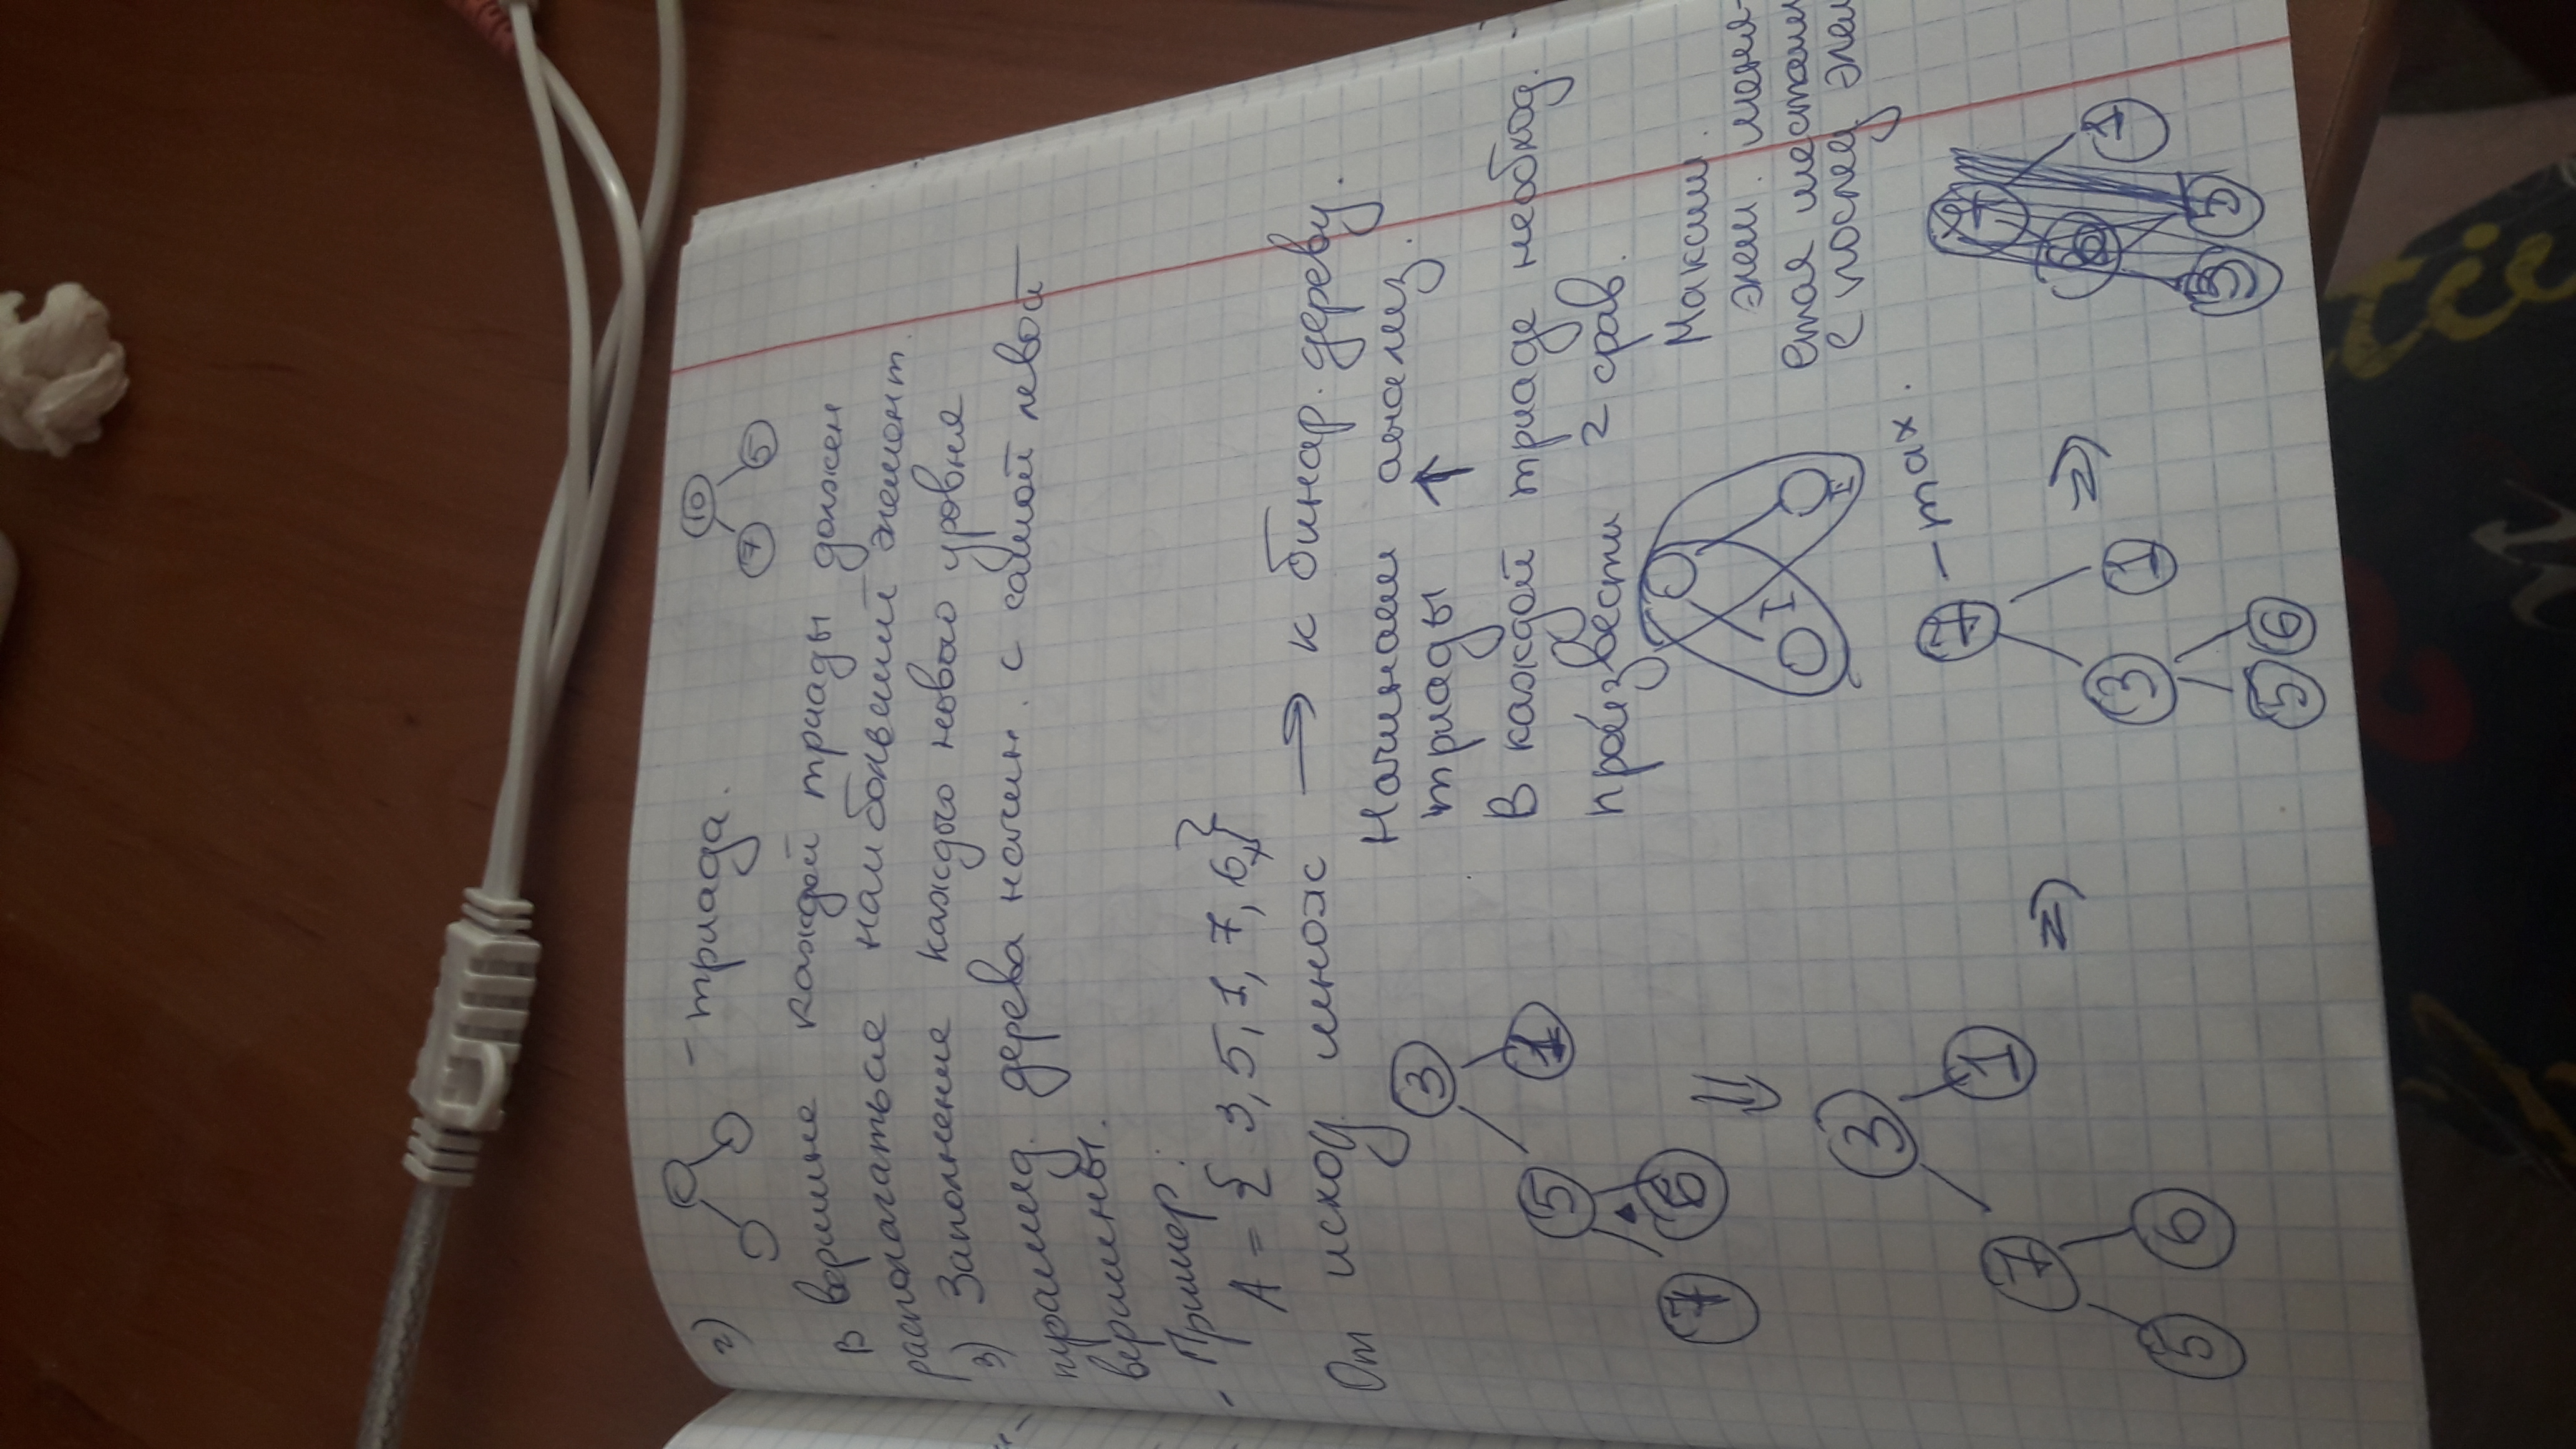 2) - триада.
10
7 5
В вершине каждой триады должен
располагаться наибольший элемент.
3) Заполнение каждого нового уровня
пирамид. дерева начин. с самой левой
вершины.
- Пример:
A = { 3, 5, 1, 7, 6, }
От исход. множ → к бинар. дереву.
Начинаем анализ.
триады ↑
В каждой триаде необход.
произвести 2 срав.
3
5 1
7 6
I I
Максим.
элем. меня-
ется местами
с послед. элем
3
7 1
5 6
⇒
7 - max.
3 1
5 6
⇒
1
3 5